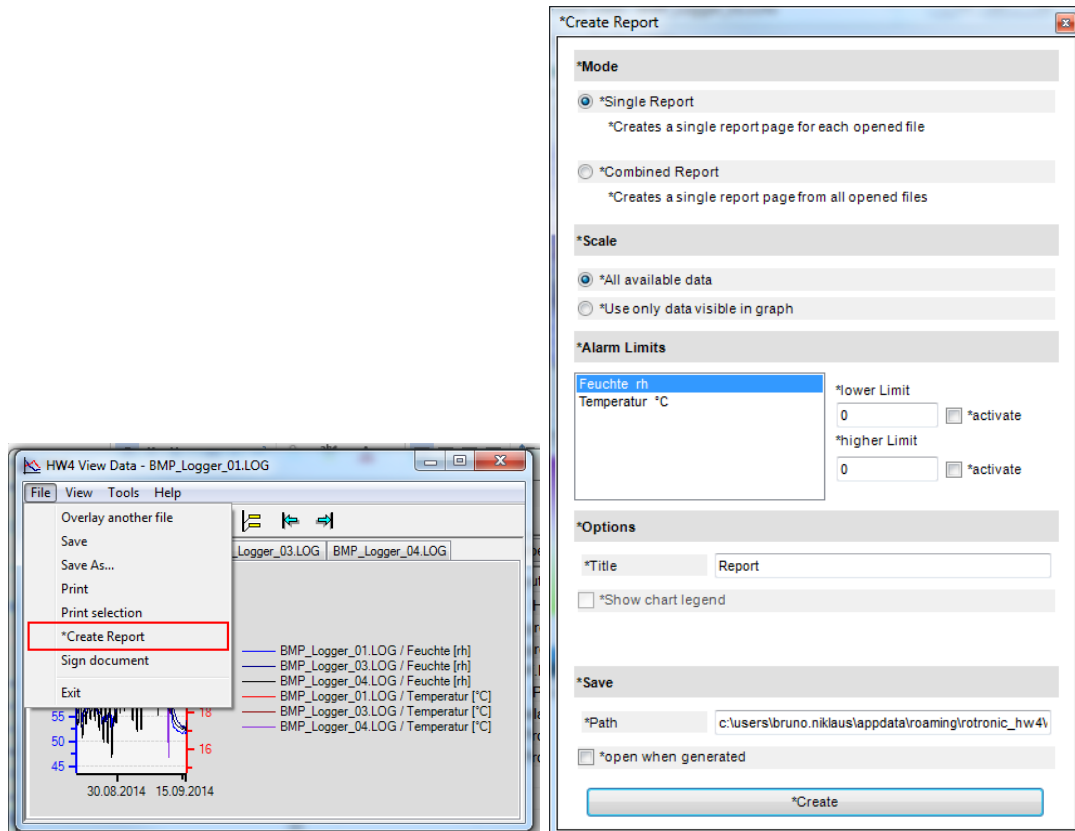 HW4 View Data - BMP_Logger_01.LOG
File View Tools Help
Overlay another file
Save
Save As...
Print
Print selection
*Create Report
Sign document
Exit
_Logger_03.LOG BMP_Logger_04.LOG
BMP_Logger_01.LOG / Feuchte [rh]
BMP_Logger_03.LOG / Feuchte [rh]
BMP_Logger_04.LOG / Feuchte [rh]
BMP_Logger_01.LOG / Temperatur [°C]
BMP_Logger_03.LOG / Temperatur [°C]
BMP_Logger_04.LOG / Temperatur [°C]
55 18
50 16
45
30.08.2014 15.09.2014
*Create Report
*Mode
*Single Report
*Creates a single report page for each opened file
*Combined Report
*Creates a single report page from all opened files
*Scale
*All available data
*Use only data visible in graph
*Alarm Limits
Feuchte rh
Temperatur °C
*lower Limit
0 *activate
*higher Limit
0 *activate
*Options
*Title Report
*Show chart legend
*Save
*Path c:\users\bruno.niklaus\appdata\roaming\rotronic_hw4\
*open when generated
*Create